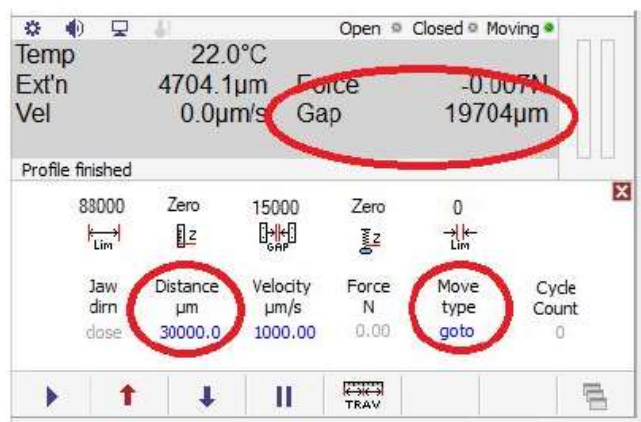 Open Closed Moving
Temp 22.0°C
Ext'n 4704.1µm Force -0.007N
Vel 0.0µm/s Gap 19704µm
Profile finished
88000 Zero 15000 Zero 0
Lim Z GAP Z Lim
Jaw Distance Velocity Force Move Cycle
dirn µm µm/s N type Count
close 30000.0 1000.00 0.00 goto 0
TRAV